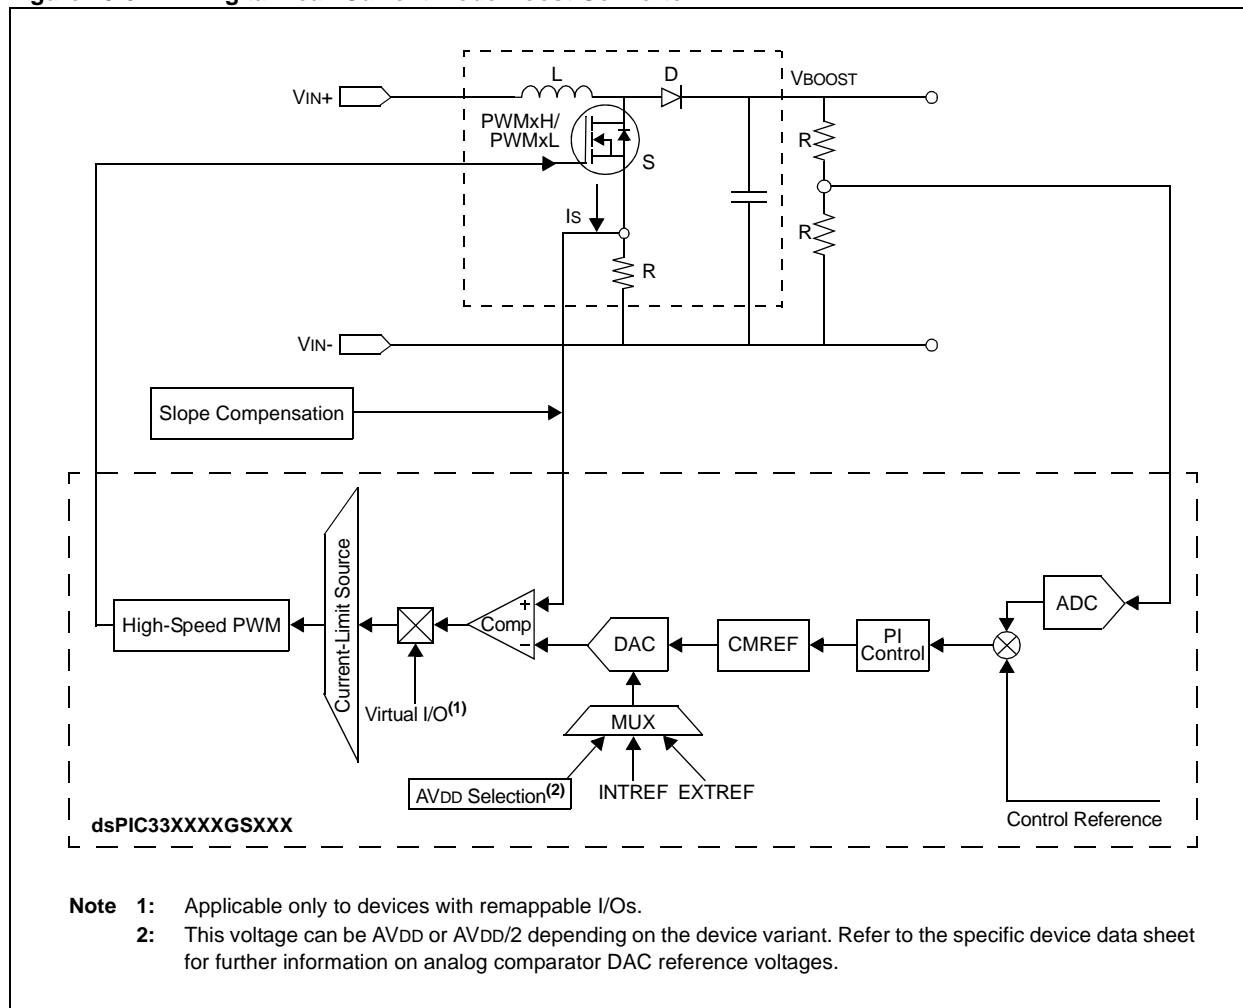 L
D
VBOOST
VIN+
PWMxH/
PWMxL
S
R
IS
R
R
VIN-
Slope Compensation
High-Speed PWM
Current-Limit Source
Virtual I/O(1)
+
Comp
–
DAC
CMREF
PI
Control
ADC
MUX
AVDD Selection(2)
INTREF EXTREF
Control Reference
dsPIC33XXXXGSXXX
Note 1: Applicable only to devices with remappable I/Os.
2: This voltage can be AVDD or AVDD/2 depending on the device variant. Refer to the specific device data sheet
for further information on analog comparator DAC reference voltages.